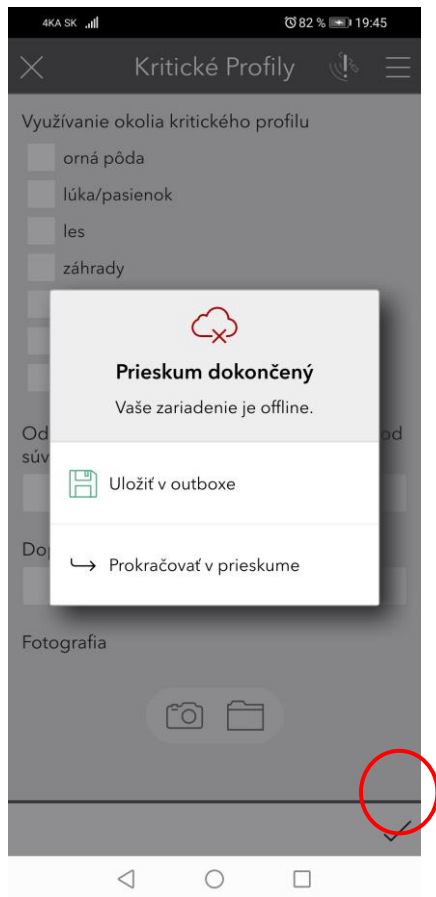 4KA SK 82 % 19:45
Kritické Profily
Využívanie okolia kritického profilu
orná pôda
lúka/pasienok
les
záhrady
Prieskum dokončený
Vaše zariadenie je offline.
Od
od
súv
Uložiť v outboxe
Prokračovať v prieskume
Fotografia